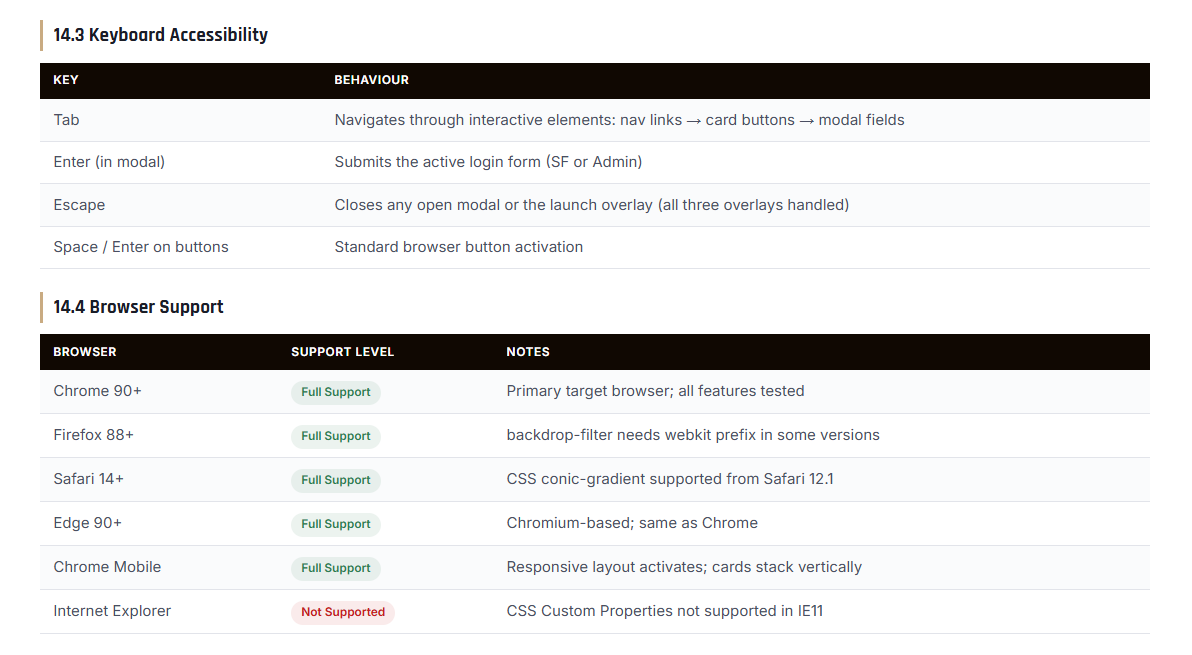 14.3 Keyboard Accessibility
KEY BEHAVIOUR
Tab Navigates through interactive elements: nav links → card buttons → modal fields
Enter (in modal) Submits the active login form (SF or Admin)
Escape Closes any open modal or the launch overlay (all three overlays handled)
Space / Enter on buttons Standard browser button activation
14.4 Browser Support
BROWSER SUPPORT LEVEL NOTES
Chrome 90+ Full Support Primary target browser; all features tested
Firefox 88+ Full Support backdrop-filter needs webkit prefix in some versions
Safari 14+ Full Support CSS conic-gradient supported from Safari 12.1
Edge 90+ Full Support Chromium-based; same as Chrome
Chrome Mobile Full Support Responsive layout activates; cards stack vertically
Internet Explorer Not Supported CSS Custom Properties not supported in IE11